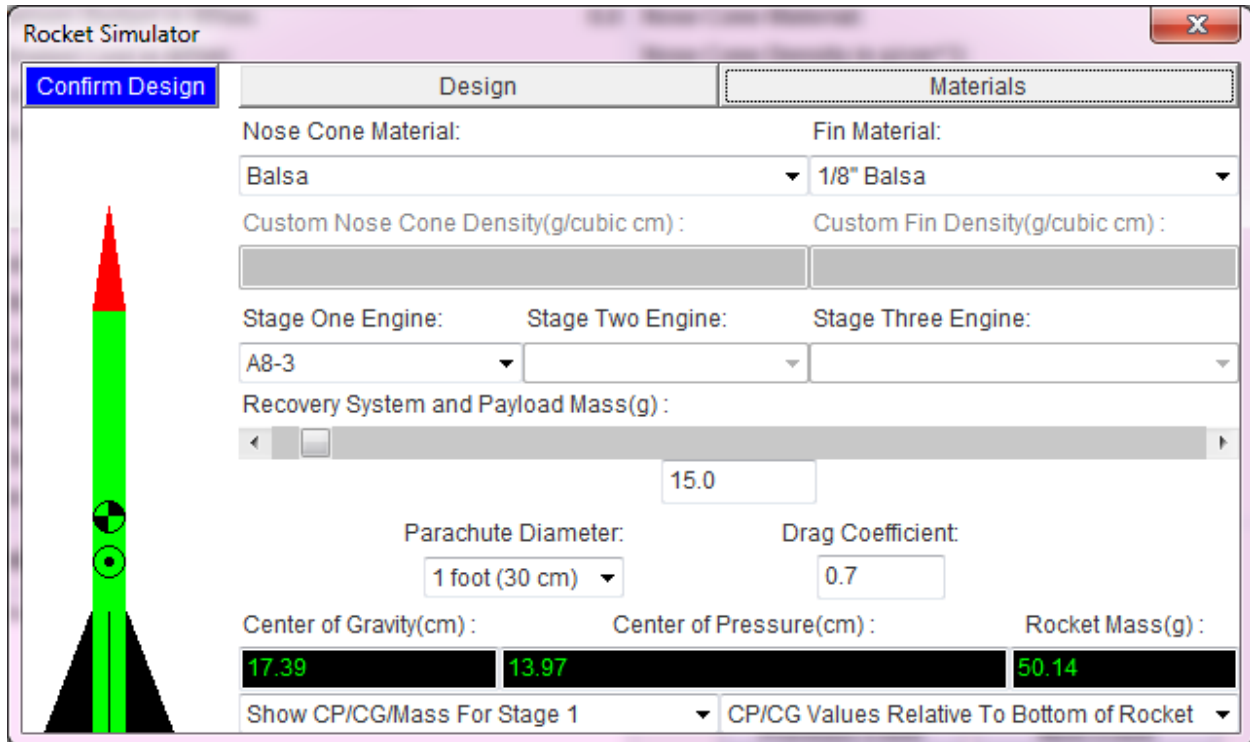 Rocket Simulator
Confirm Design Design Materials
Nose Cone Material: Fin Material:
Balsa 1/8" Balsa
Custom Nose Cone Density(g/cubic cm) : Custom Fin Density(g/cubic cm) :
Stage One Engine: Stage Two Engine: Stage Three Engine:
A8-3
Recovery System and Payload Mass(g) :
15.0
Parachute Diameter: Drag Coefficient:
1 foot (30 cm) 0.7
Center of Gravity(cm) : Center of Pressure(cm) : Rocket Mass(g) :
17.39 13.97 50.14
Show CP/CG/Mass For Stage 1 CP/CG Values Relative To Bottom of Rocket